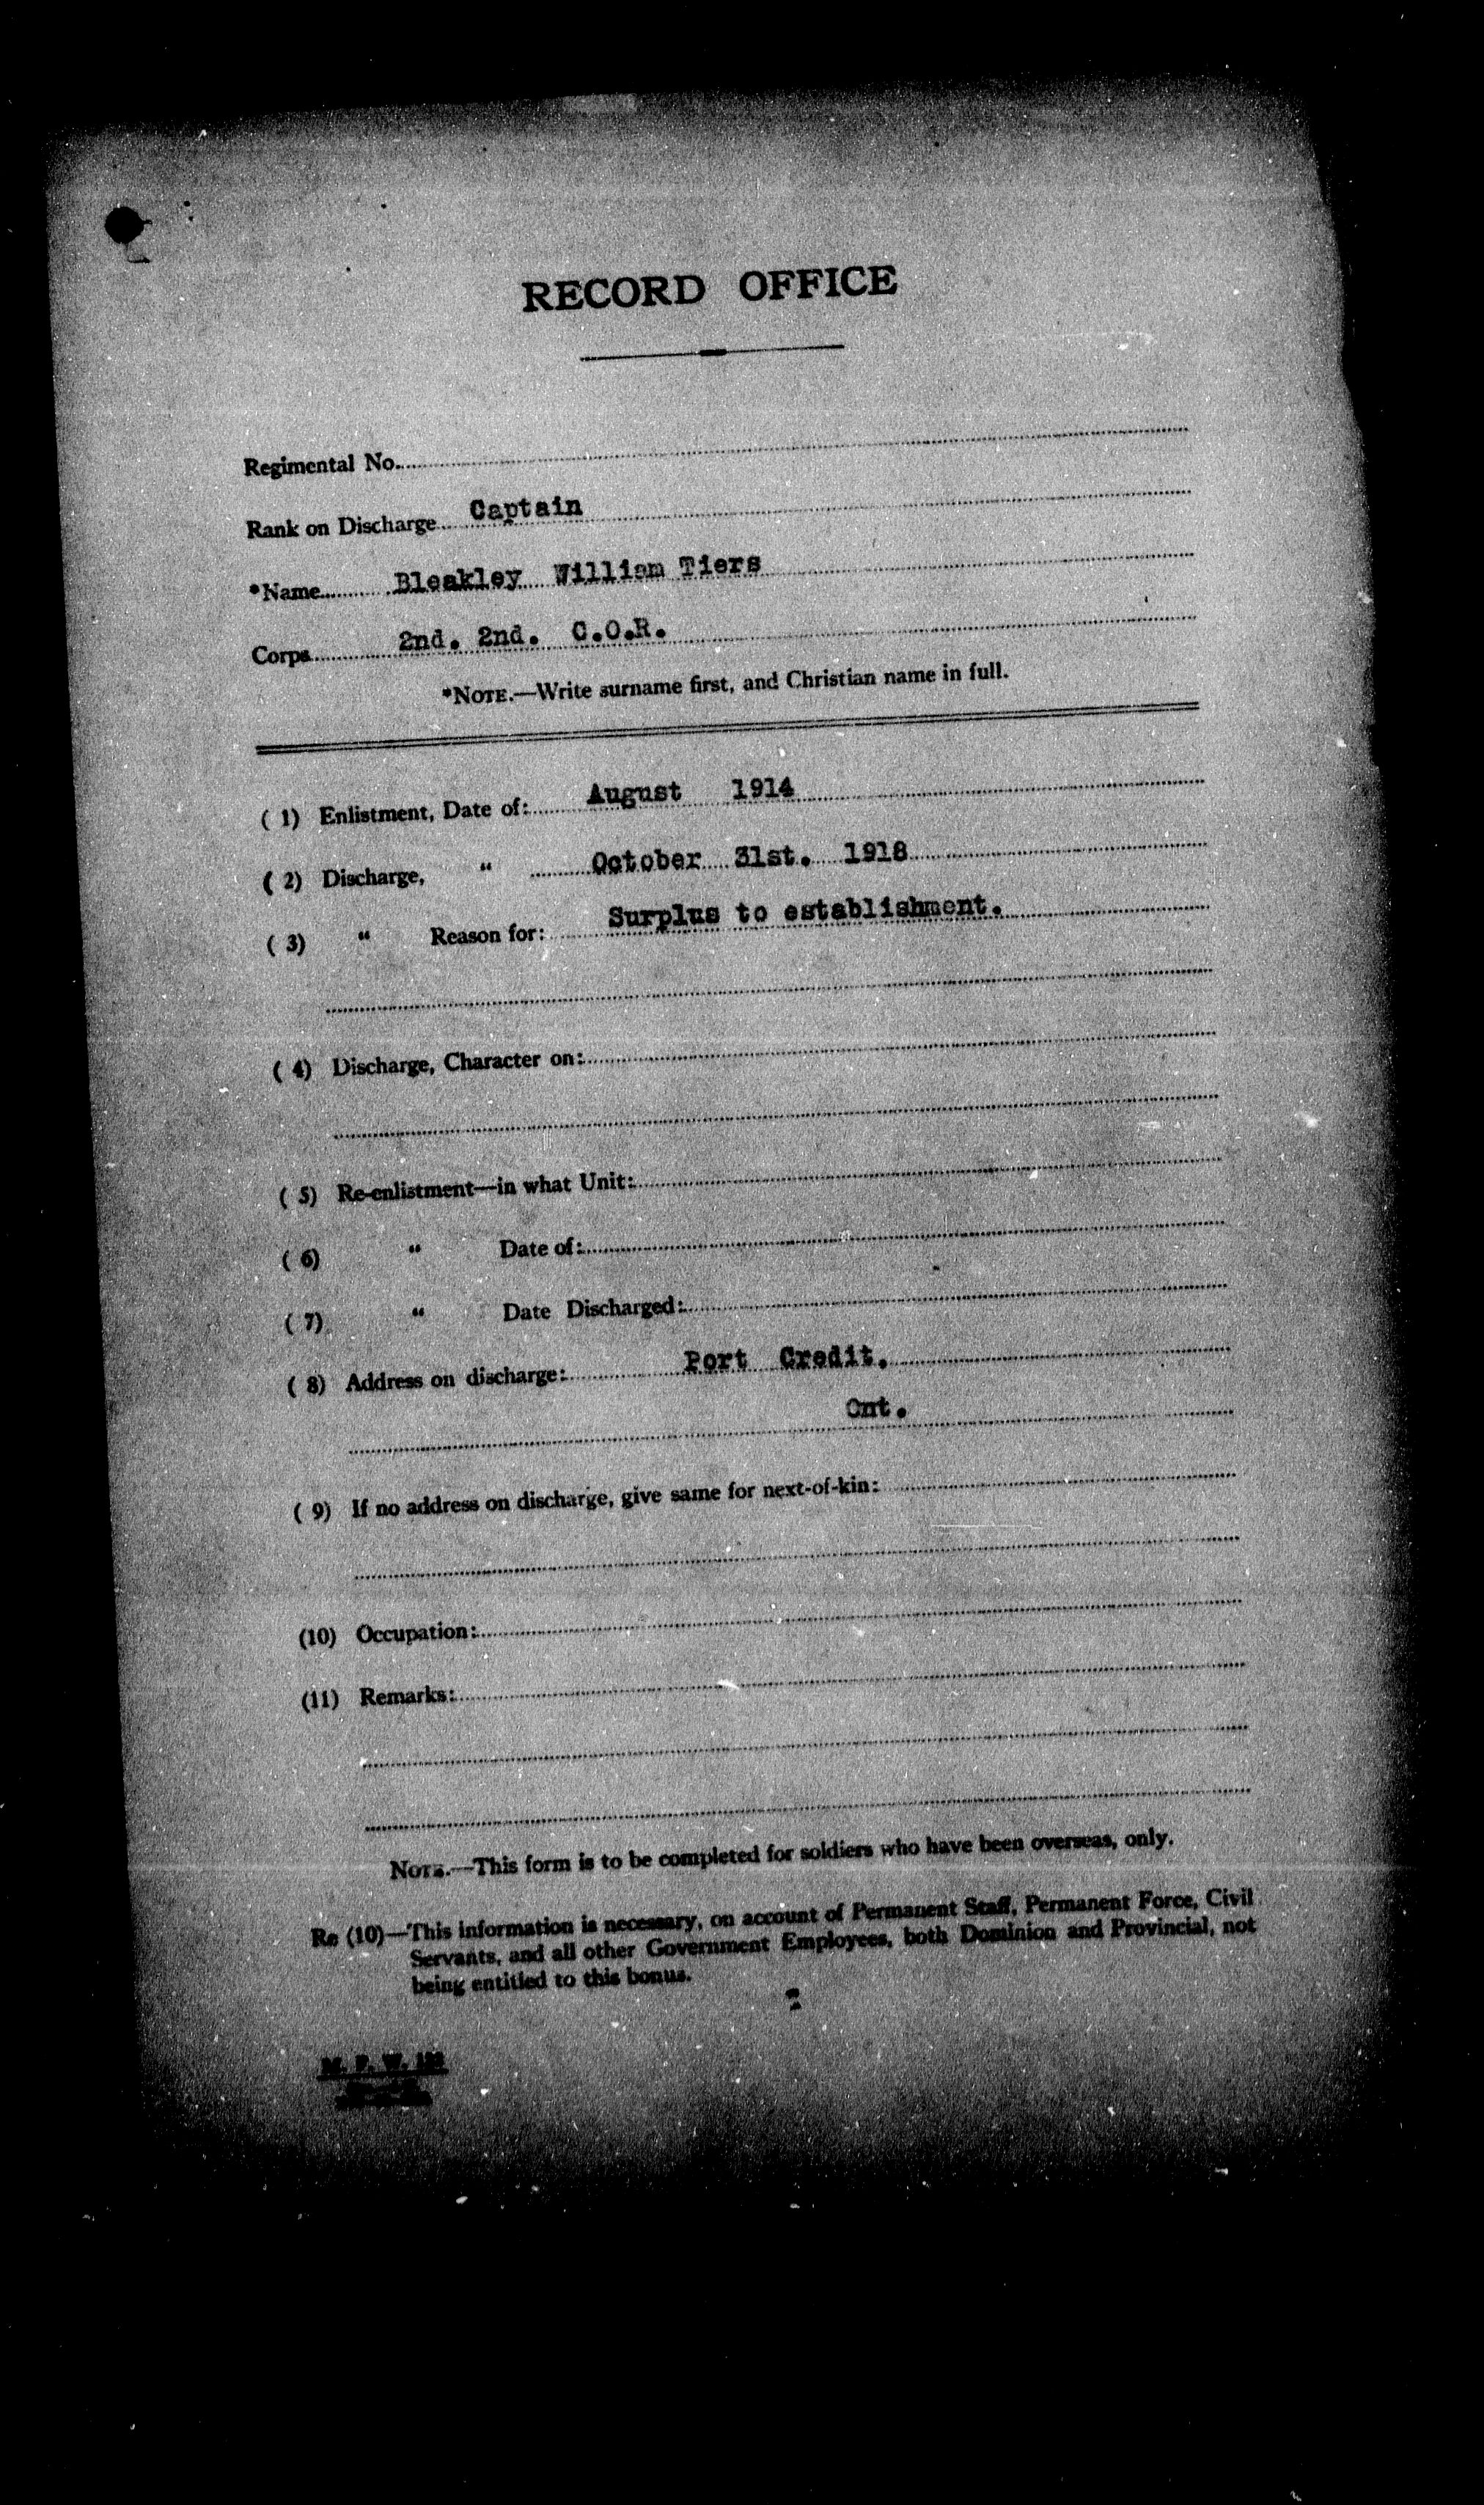 RECORD OFFICE
Regimental No.
Rank on Discharge Captain
*Name Bleakley William Tiers
Corps 2nd. 2nd. C.O.R.
*NOTE.—Write surname first, and Christian name in full.
( 1) Enlistment, Date of: August 1914
( 2) Discharge, " October 31st. 1918
( 3) " Reason for: Surplus to establishment.
( 4) Discharge, Character on:
( 5) Re-enlistment—in what Unit:
( 6) " Date of:
( 7) " Date Discharged:
( 8) Address on discharge: Port Credit.
Ont.
( 9) If no address on discharge, give same for next-of-kin:
(10) Occupation:
(11) Remarks:
NOTE.—This form is to be completed for soldiers who have been overseas, only.
Re (10)—This information is necessary, on account of Permanent Staff, Permanent Force, Civil
Servants, and all other Government Employees, both Dominion and Provincial, not
being entitled to this bonus.
M. F. W.